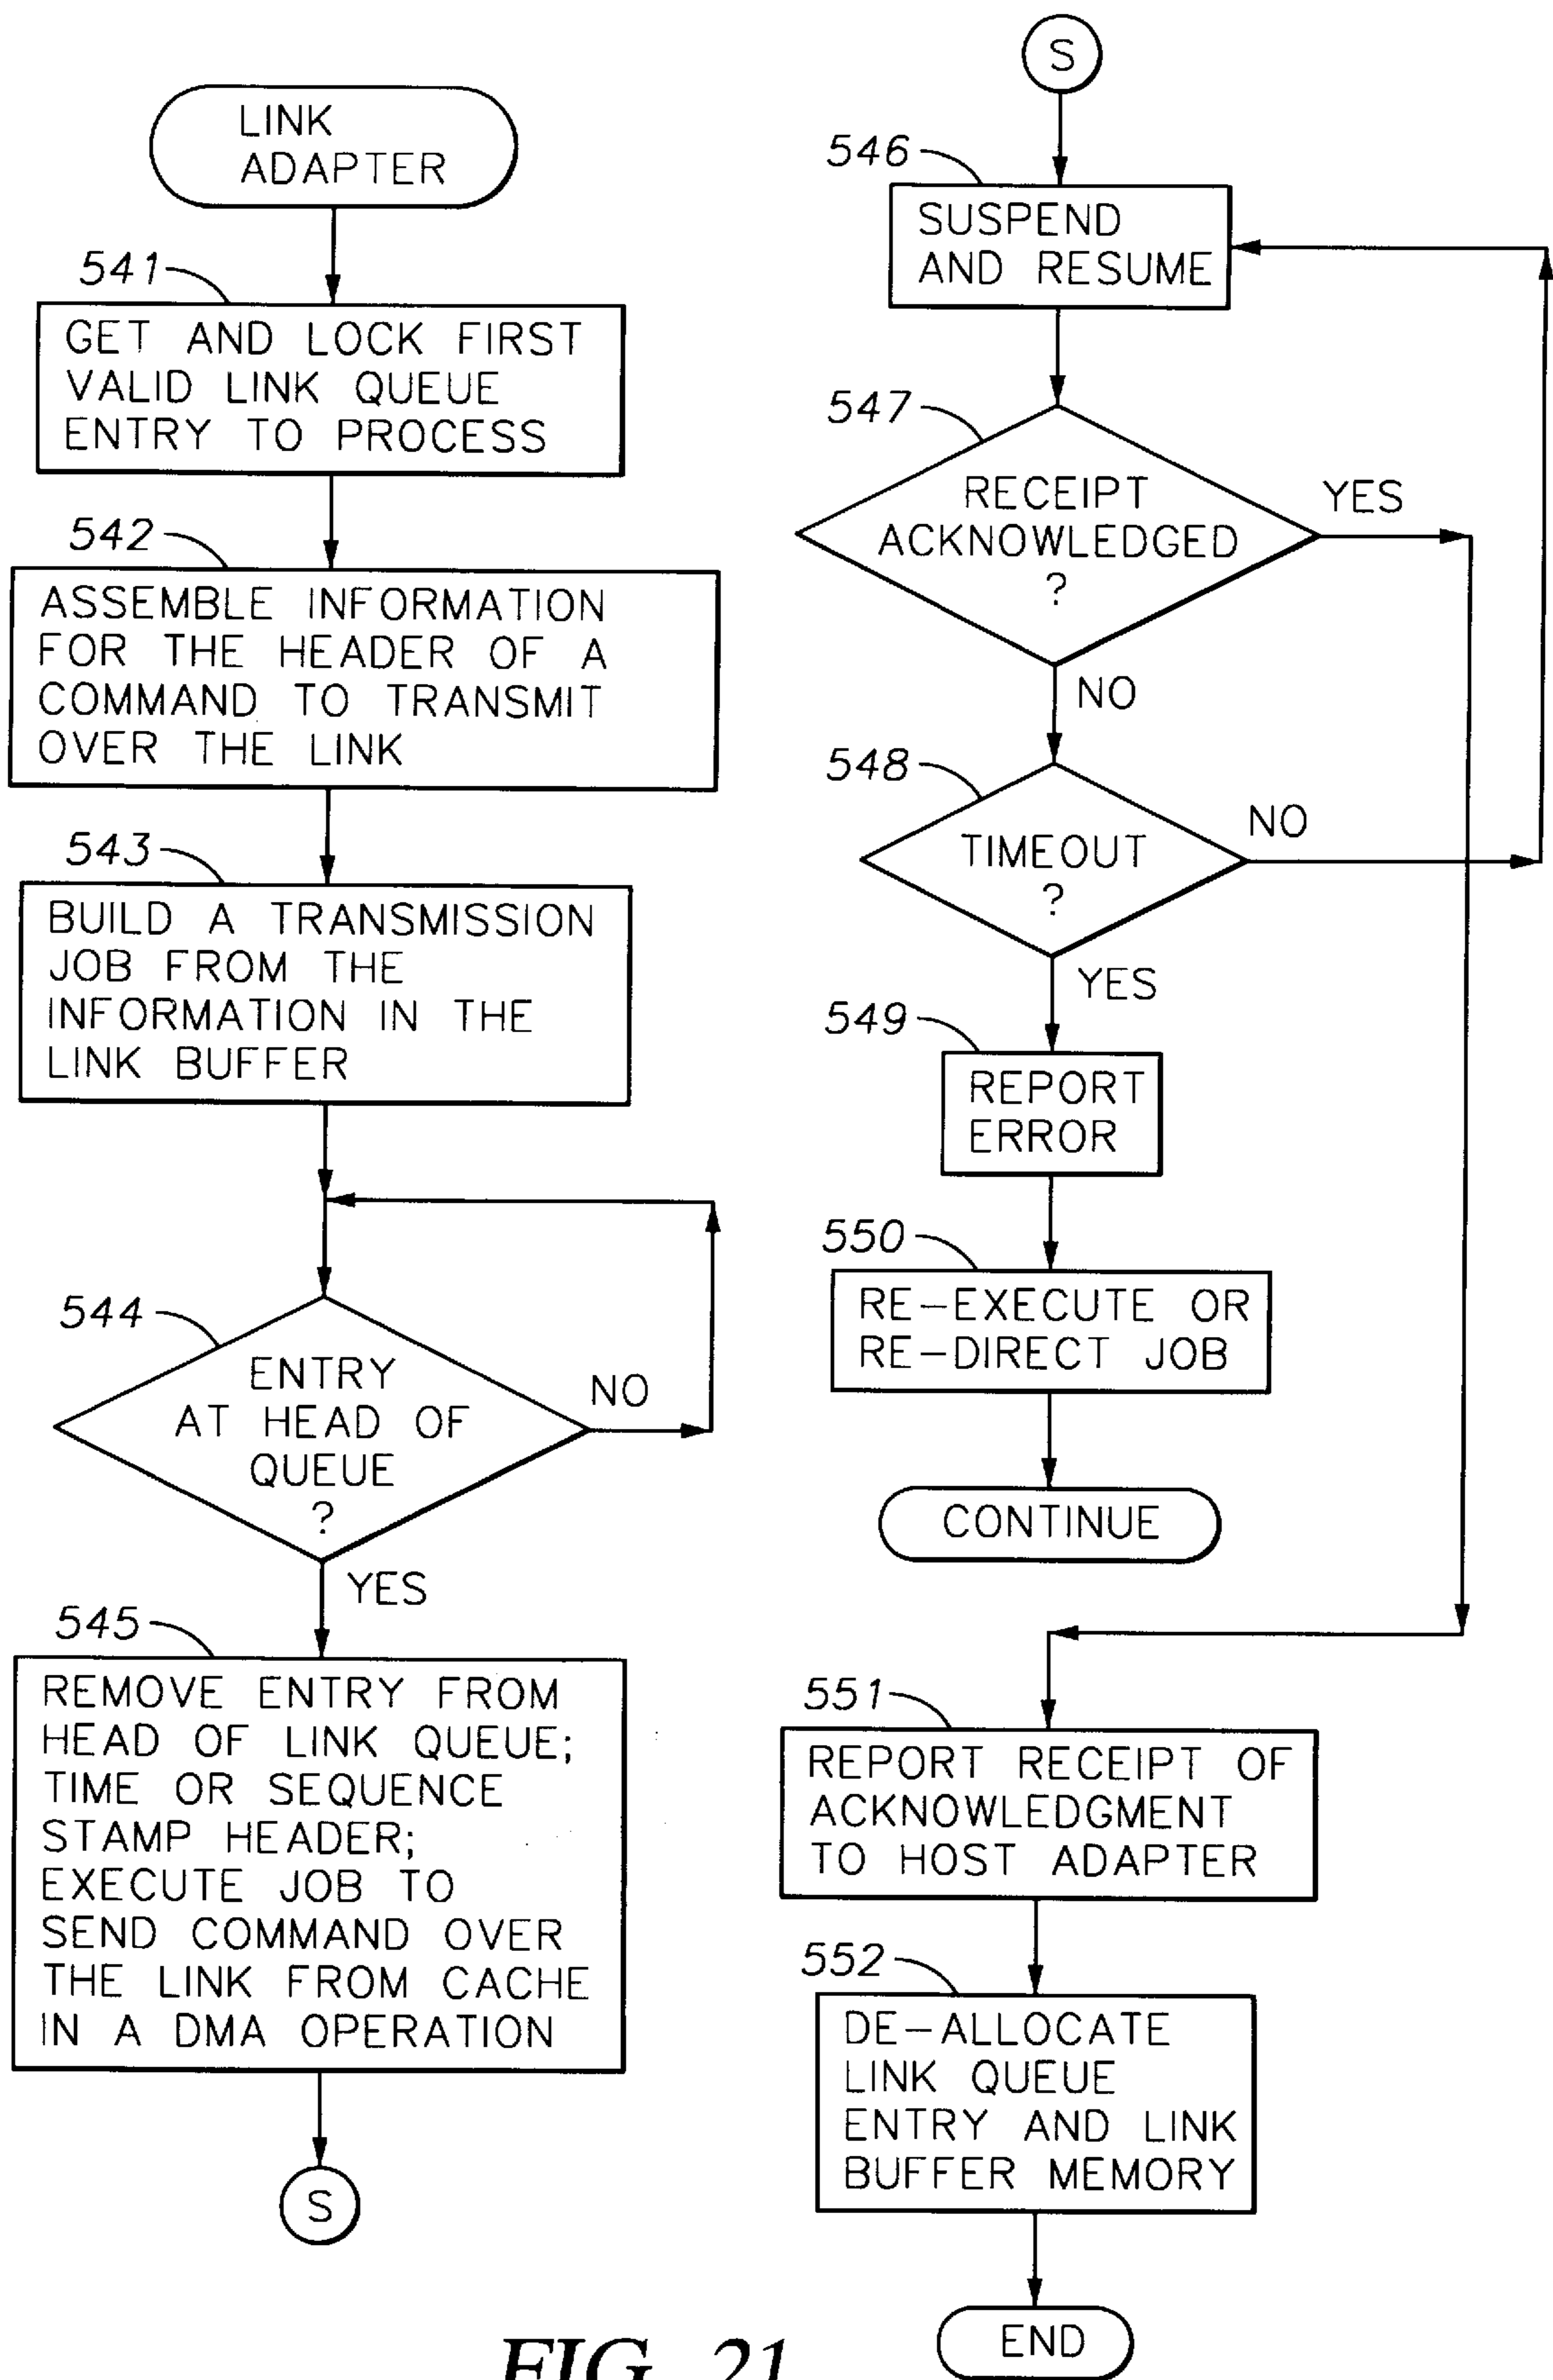 LINK
ADAPTER
541
GET AND LOCK FIRST
VALID LINK QUEUE
ENTRY TO PROCESS
542
ASSEMBLE INFORMATION
FOR THE HEADER OF A
COMMAND TO TRANSMIT
OVER THE LINK
543
BUILD A TRANSMISSION
JOB FROM THE
INFORMATION IN THE
LINK BUFFER
544
ENTRY
AT HEAD OF
QUEUE
?
NO
YES
545
REMOVE ENTRY FROM
HEAD OF LINK QUEUE;
TIME OR SEQUENCE
STAMP HEADER;
EXECUTE JOB TO
SEND COMMAND OVER
THE LINK FROM CACHE
IN A DMA OPERATION
S
S
546
SUSPEND
AND RESUME
547
RECEIPT
ACKNOWLEDGED
?
YES
NO
548
TIMEOUT
?
NO
YES
549
REPORT
ERROR
550
RE-EXECUTE OR
RE-DIRECT JOB
CONTINUE
551
REPORT RECEIPT OF
ACKNOWLEDGMENT
TO HOST ADAPTER
552
DE-ALLOCATE
LINK QUEUE
ENTRY AND LINK
BUFFER MEMORY
END
FIG. 21